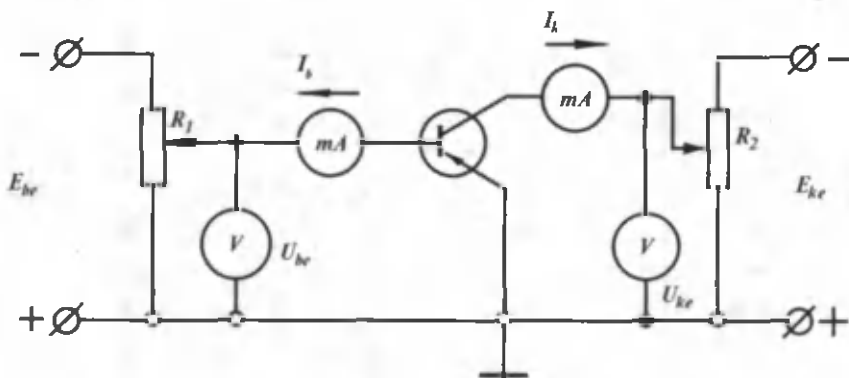 I_k
I_b
mA
mA
R_1
R_2
E_be
E_ke
V
U_be
V
U_ke
- -
+ +